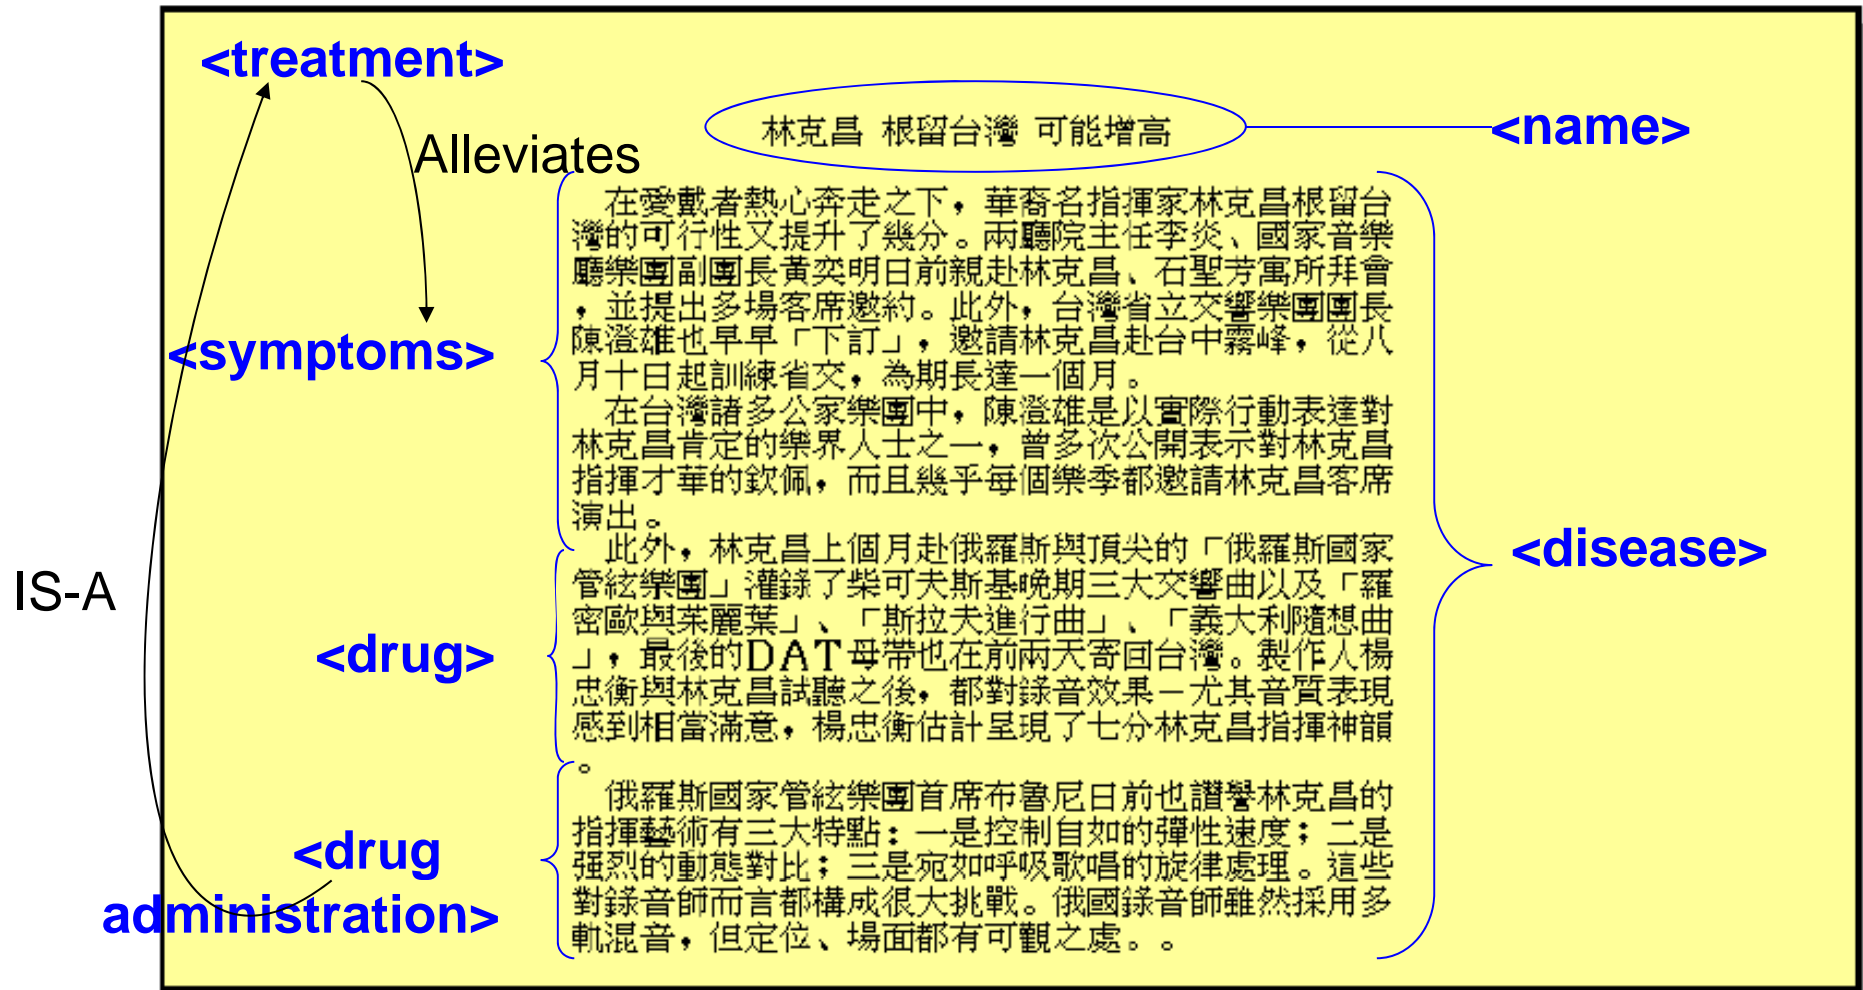 <treatment>
林克昌 根留台灣 可能增高
<name>
Alleviates
在愛戴者熱心奔走之下，華裔名指揮家林克昌根留台
灣的可行性又提升了幾分。兩廳院主任李炎、國家音樂
廳樂團副團長黃奕明日前親赴林克昌、石聖芳寓所拜會
，並提出多場客席邀約。此外，台灣省立交響樂團團長
陳澄雄也早早「下訂」，邀請林克昌赴台中霧峰，從八
月十日起訓練省交，為期長達一個月。
<symptoms>
在台灣諸多公家樂團中，陳澄雄是以實際行動表達對
林克昌肯定的樂界人士之一，曾多次公開表示對林克昌
指揮才華的欽佩，而且幾乎每個樂季都邀請林克昌客席
演出。
<disease>
此外，林克昌上個月赴俄羅斯與頂尖的「俄羅斯國家
管絃樂團」灌錄了柴可夫斯基晚期三大交響曲以及「羅
密歐與茱麗葉」、「斯拉夫進行曲」、「義大利隨想曲
」，最後的DAT母帶也在前兩天寄回台灣。製作人楊
忠衡與林克昌試聽之後，都對錄音效果－尤其音質表現
感到相當滿意，楊忠衡估計呈現了七分林克昌指揮神韻
。
IS-A
<drug>
俄羅斯國家管絃樂團首席布魯尼日前也讚譽林克昌的
指揮藝術有三大特點：一是控制自如的彈性速度；二是
强烈的動態對比；三是宛如呼吸歌唱的旋律處理。這些
對錄音師而言都構成很大挑戰。俄國錄音師雖然採用多
軌混音，但定位、場面都有可觀之處。。
<drug
administration>